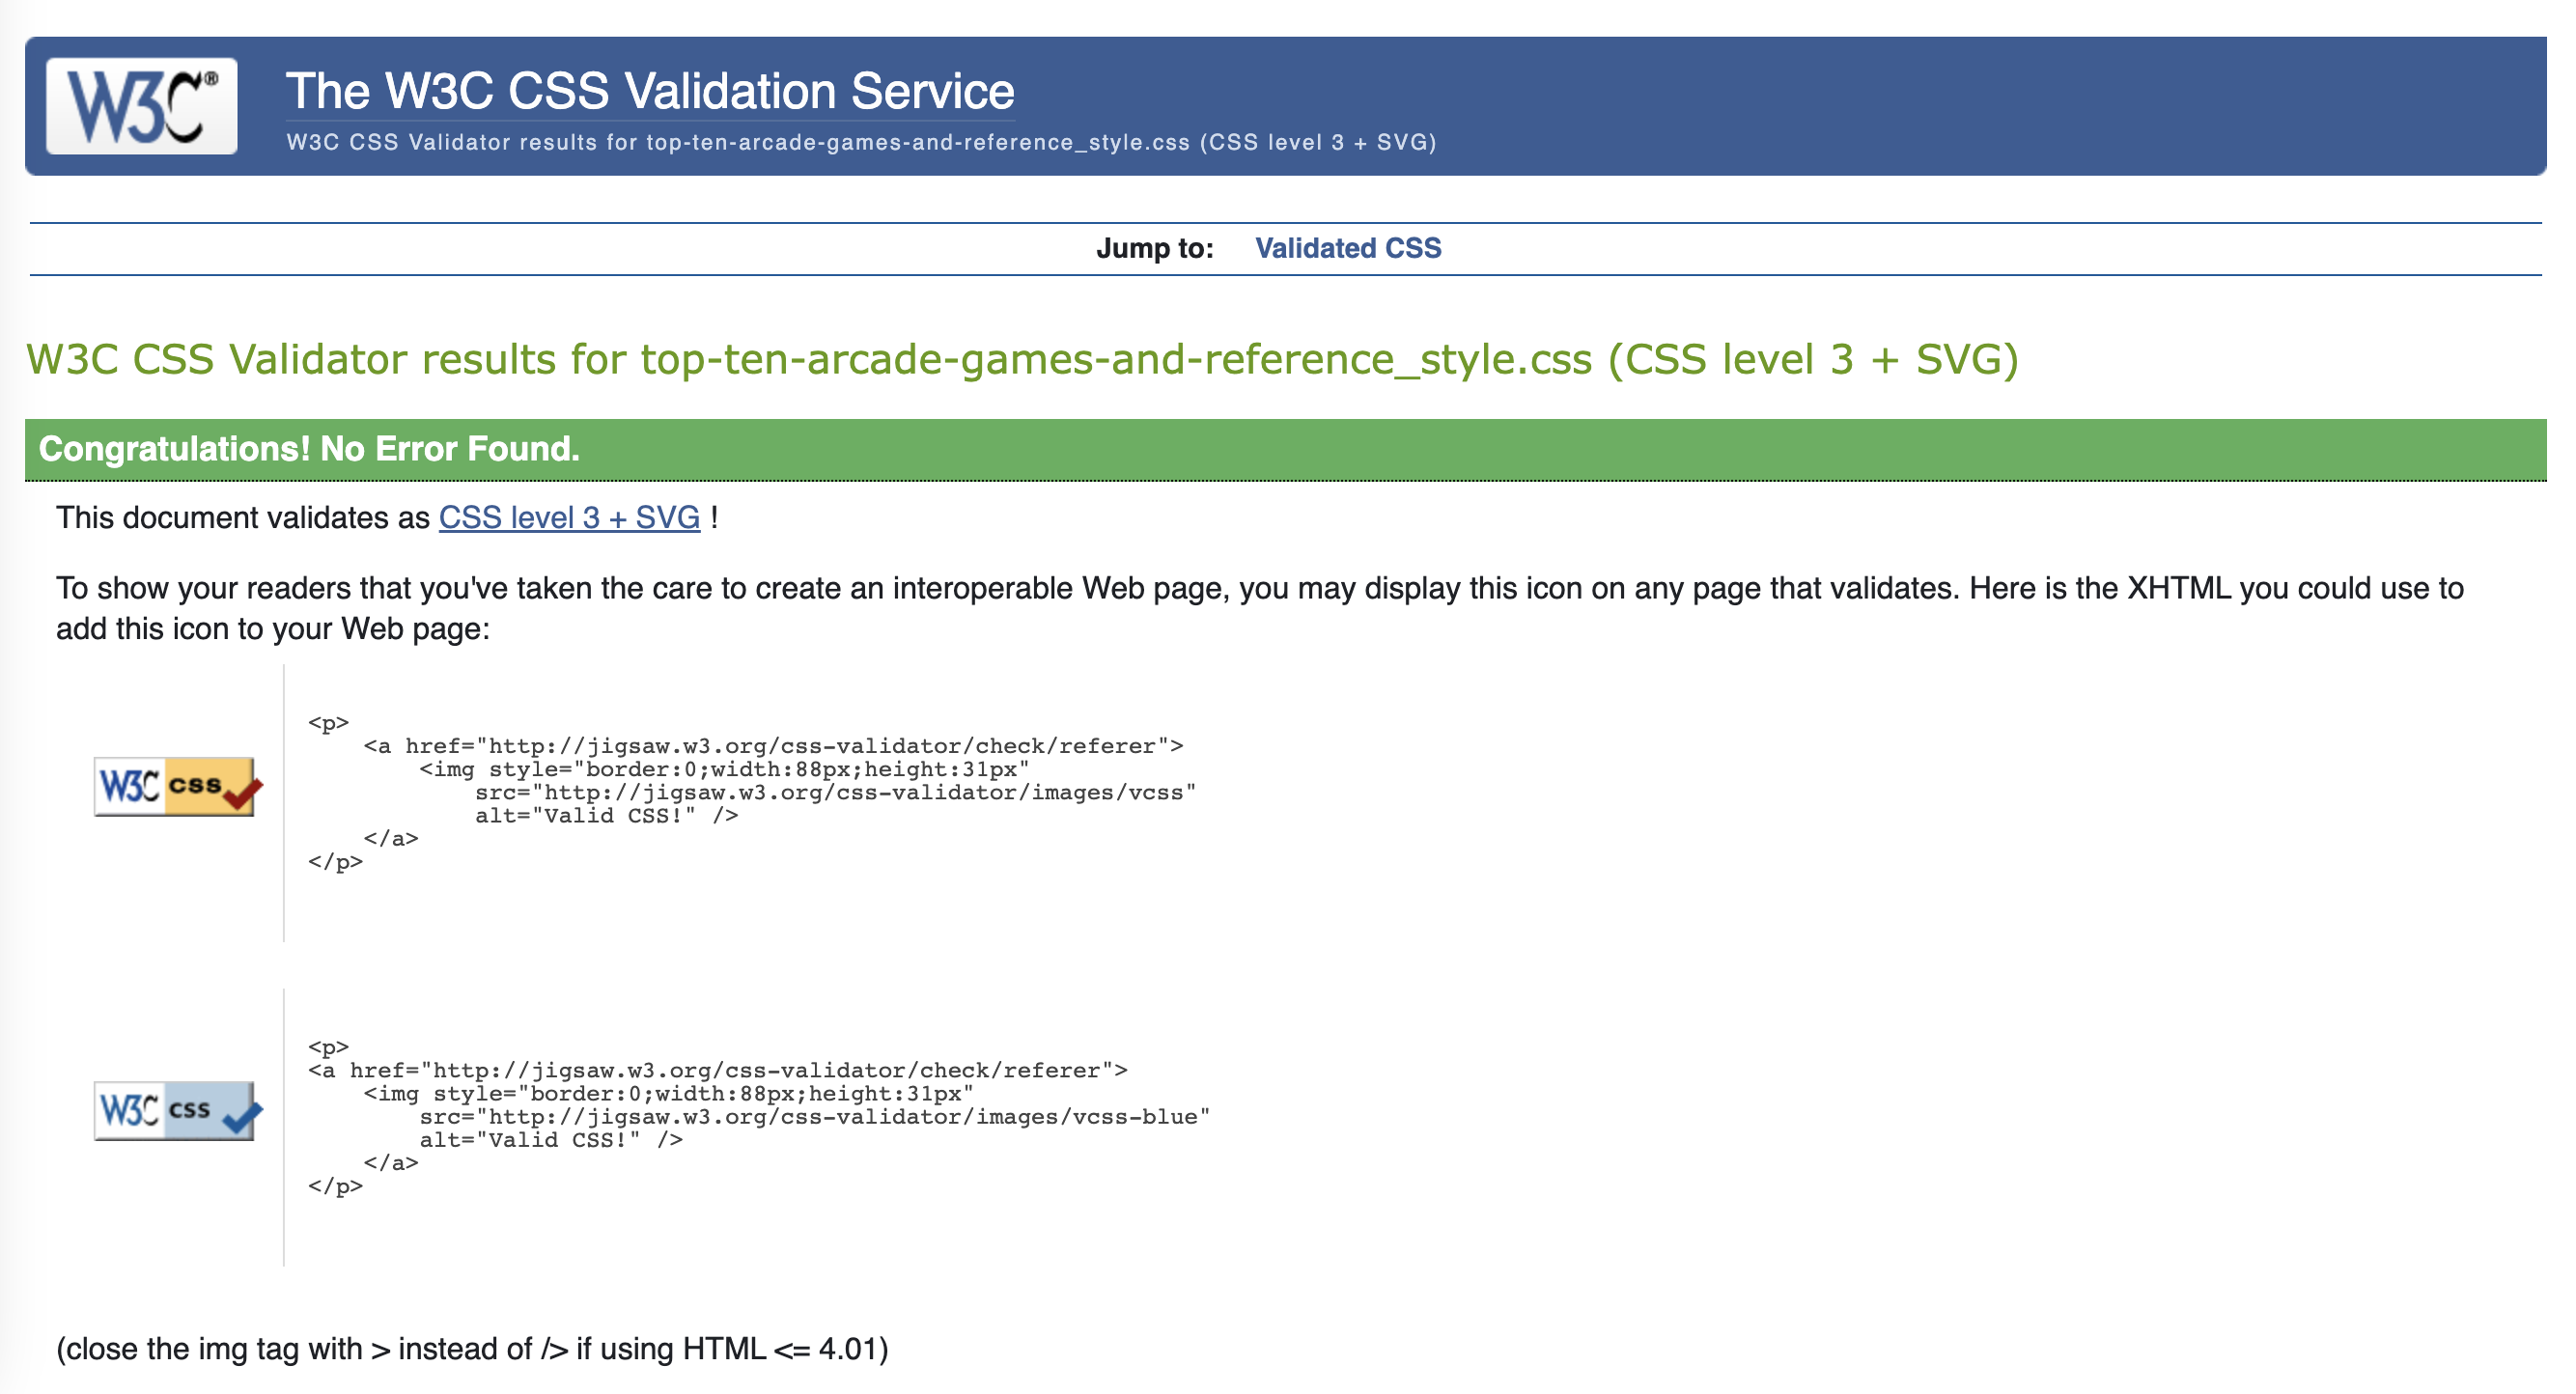 W3C®
The W3C CSS Validation Service
W3C CSS Validator results for top-ten-arcade-games-and-reference_style.css (CSS level 3 + SVG)
Jump to: Validated CSS
W3C CSS Validator results for top-ten-arcade-games-and-reference_style.css (CSS level 3 + SVG)
Congratulations! No Error Found.
This document validates as CSS level 3 + SVG !
To show your readers that you've taken the care to create an interoperable Web page, you may display this icon on any page that validates. Here is the XHTML you could use to
add this icon to your Web page:
W3C css
<p>
    <a href="http://jigsaw.w3.org/css-validator/check/referer">
        <img style="border:0;width:88px;height:31px"
            src="http://jigsaw.w3.org/css-validator/images/vcss"
            alt="Valid CSS!" />
    </a>
</p>
W3C css
<p>
<a href="http://jigsaw.w3.org/css-validator/check/referer">
    <img style="border:0;width:88px;height:31px"
        src="http://jigsaw.w3.org/css-validator/images/vcss-blue"
        alt="Valid CSS!" />
    </a>
</p>
(close the img tag with > instead of /> if using HTML <= 4.01)